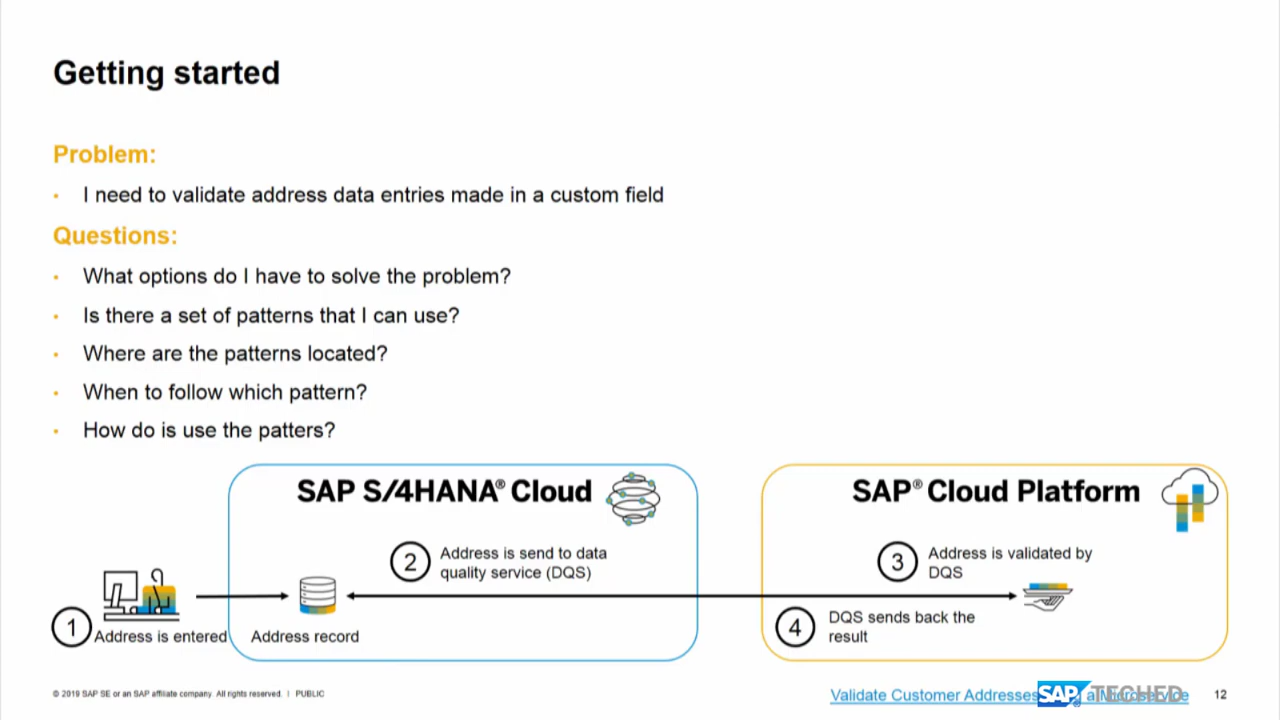 Getting started
Problem:
· I need to validate address data entries made in a custom field
Questions:
· What options do I have to solve the problem?
· Is there a set of patterns that I can use?
· Where are the patterns located?
· When to follow which pattern?
· How do is use the patters?
SAP S/4HANA® Cloud
SAP® Cloud Platform
2 Address is send to data
quality service (DQS)
3 Address is validated by
DQS
1 Address is entered
Address record
4 DQS sends back the
result
© 2019 SAP SE or an SAP affiliate company. All rights reserved. | PUBLIC
Validate Customer Addresses a Microservice
SAP TECHED
12